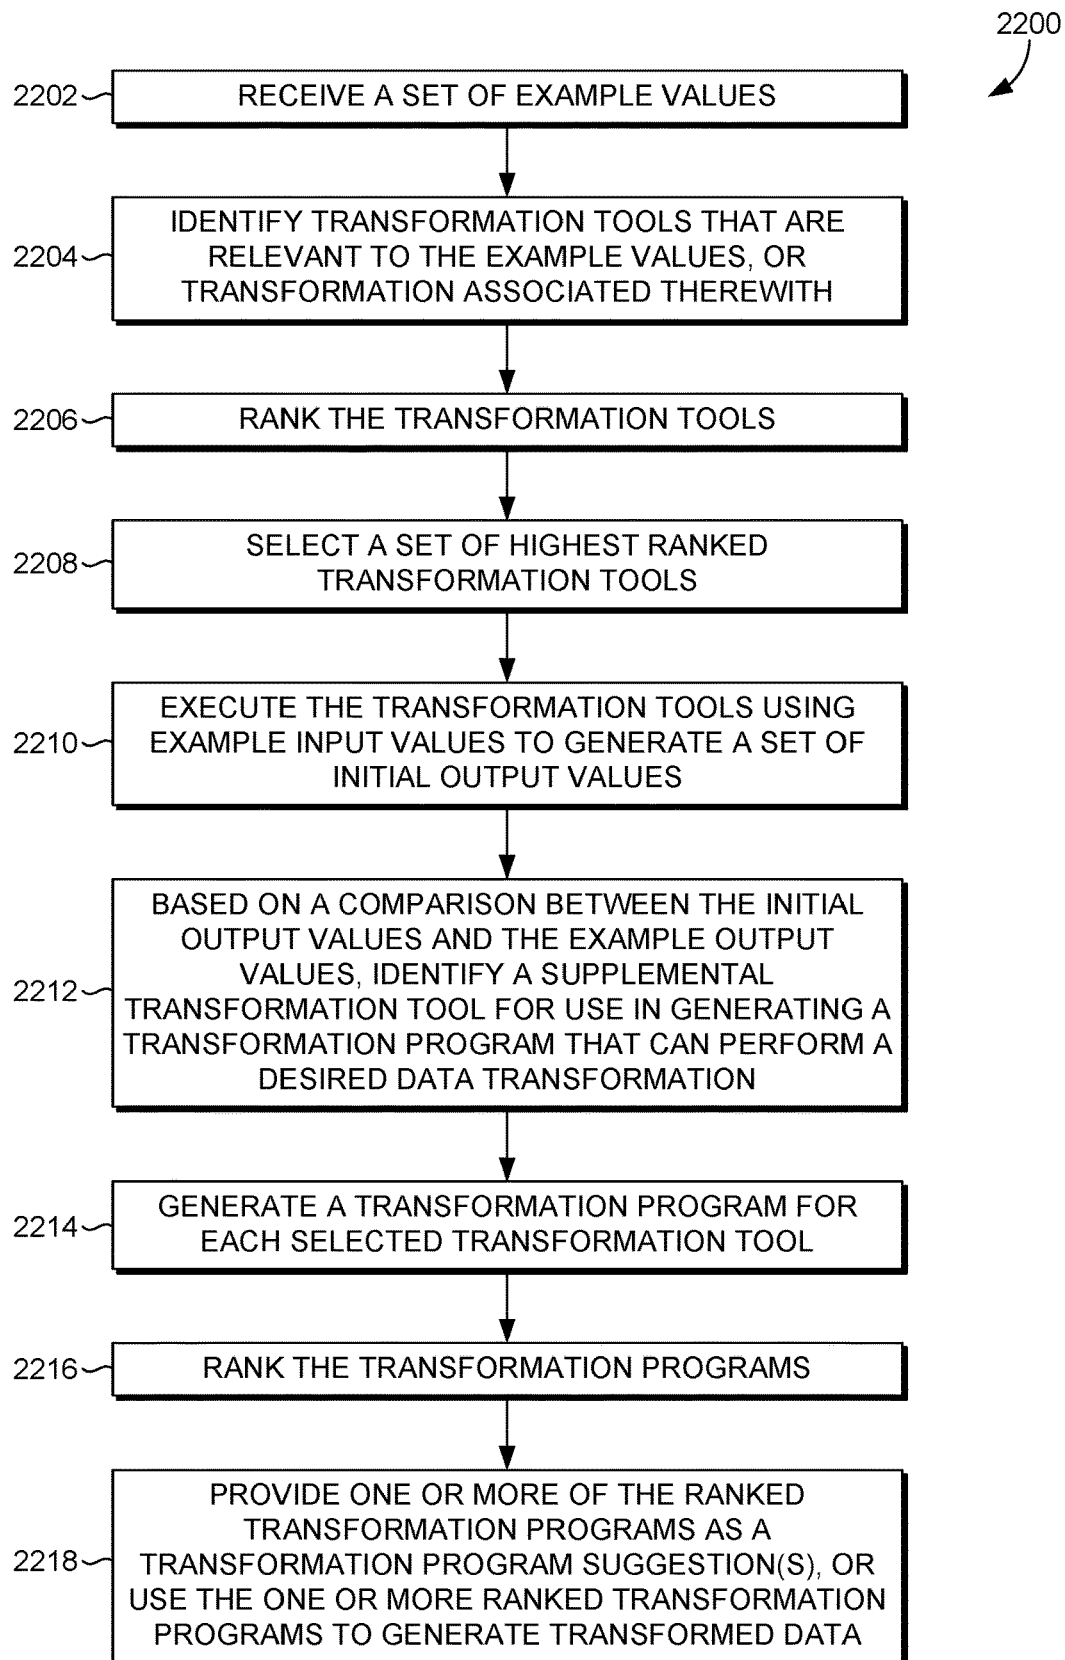 2200
2202
RECEIVE A SET OF EXAMPLE VALUES
2204
IDENTIFY TRANSFORMATION TOOLS THAT ARE
RELEVANT TO THE EXAMPLE VALUES, OR
TRANSFORMATION ASSOCIATED THEREWITH
2206
RANK THE TRANSFORMATION TOOLS
2208
SELECT A SET OF HIGHEST RANKED
TRANSFORMATION TOOLS
2210
EXECUTE THE TRANSFORMATION TOOLS USING
EXAMPLE INPUT VALUES TO GENERATE A SET OF
INITIAL OUTPUT VALUES
2212
BASED ON A COMPARISON BETWEEN THE INITIAL
OUTPUT VALUES AND THE EXAMPLE OUTPUT
VALUES, IDENTIFY A SUPPLEMENTAL
TRANSFORMATION TOOL FOR USE IN GENERATING A
TRANSFORMATION PROGRAM THAT CAN PERFORM A
DESIRED DATA TRANSFORMATION
2214
GENERATE A TRANSFORMATION PROGRAM FOR
EACH SELECTED TRANSFORMATION TOOL
2216
RANK THE TRANSFORMATION PROGRAMS
2218
PROVIDE ONE OR MORE OF THE RANKED
TRANSFORMATION PROGRAMS AS A
TRANSFORMATION PROGRAM SUGGESTION(S), OR
USE THE ONE OR MORE RANKED TRANSFORMATION
PROGRAMS TO GENERATE TRANSFORMED DATA